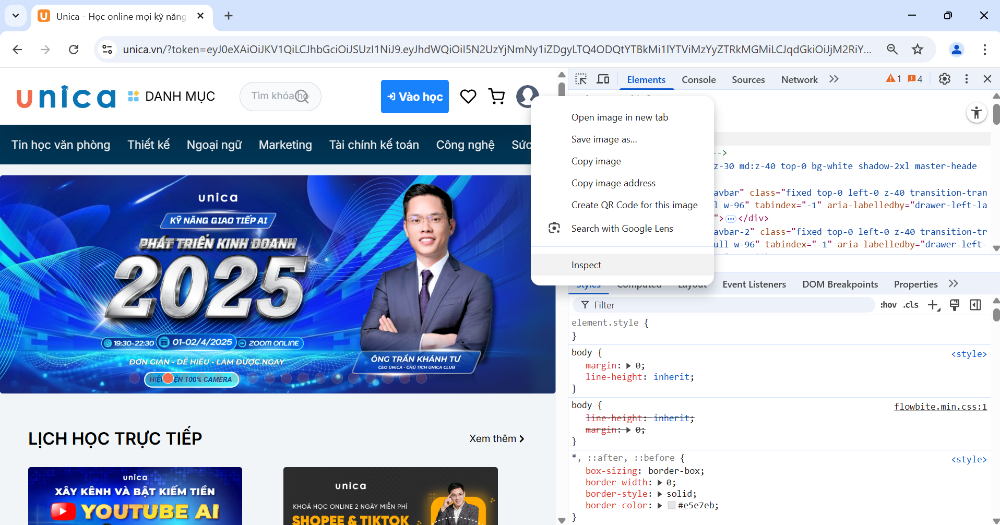 Unica - Học online mọi kỹ năng
unica.vn/?token=eyJ0eXAiOiJKV1QiLCJhbGciOiJSUzI1NiJ9.eyJhdWQiOiI5N2UzYjNmNy1iZDgyLTQ4ODQtYTBkMi1lYTViMzYyZTRkMGMiLCJqdGkiOiJjM2RiY...
unica
DANH MỤC
Tìm khóa họ
Vào học
Tin học văn phòng
Thiết kế
Ngoại ngữ
Marketing
Tài chính kế toán
Công nghệ
Sức
unica
KỸ NĂNG GIAO TIẾP AI
PHÁT TRIỂN KINH DOANH
2025
19:30-22:30
01-02/4/2025
ZOOM ONLINE
ĐƠN GIẢN - DỄ HIỂU - LÀM ĐƯỢC NGAY
100% CAMERA
ÔNG TRẦN KHÁNH TƯ
CEO UNICA - CHỦ TỊCH UNICA CLUB
LỊCH HỌC TRỰC TIẾP
Xem thêm
unica
XÂY KÊNH VÀ BẬT KIẾM TIỀN
YOUTUBE AI
unica
KHOÁ HỌC ONLINE 2 NGÀY MIỄN PHÍ
SHOPEE & TIKTOK
Open image in new tab
Save image as...
Copy image
Copy image address
Create QR Code for this image
Search with Google Lens
Inspect
Elements
Console
Sources
Network
1
4
-->
z-30 md:z-40 top-0 bg-white shadow-2xl master-heade
avbar" class="fixed top-0 left-0 z-40 transition-tran
l w-96" tabindex="-1" aria-labelledby="drawer-left-la
"> ⋯ </div>
avbar-2" class="fixed top-0 left-0 z-40 transition-tr
ull w-96" tabindex="-1" aria-labelledby="drawer-left-
Styles
Computed
Layout
Event Listeners
DOM Breakpoints
Properties
Filter
:hov
.cls
element.style {
}
body {
<style>
margin: 0;
line-height: inherit;
}
body {
flowbite.min.css:1
line-height: inherit;
margin: 0;
}
*, ::after, ::before {
<style>
box-sizing: border-box;
border-width: 0;
border-style: solid;
border-color: #e5e7eb;
}